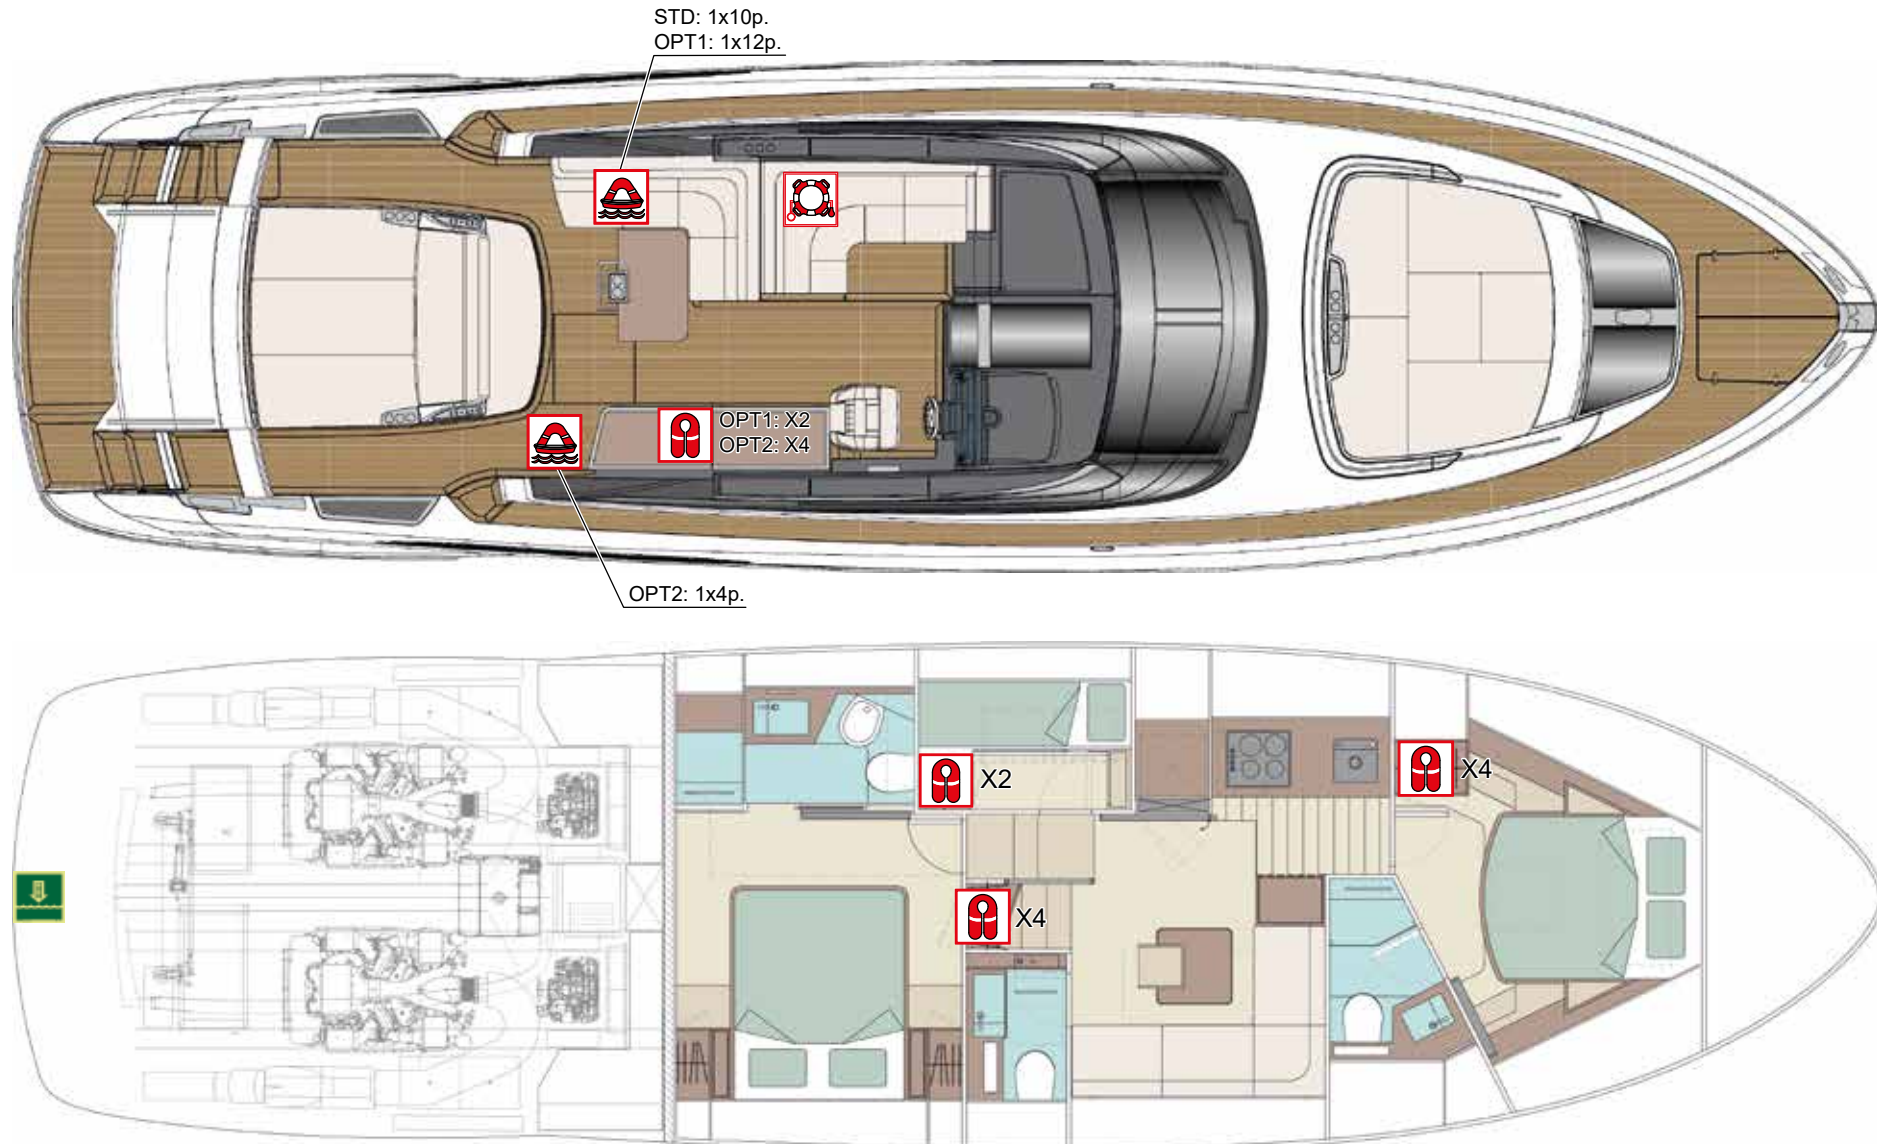 STD: 1x10p.
OPT1: 1x12p.
OPT1: X2
OPT2: X4
OPT2: 1x4p.
X2
X4
X4